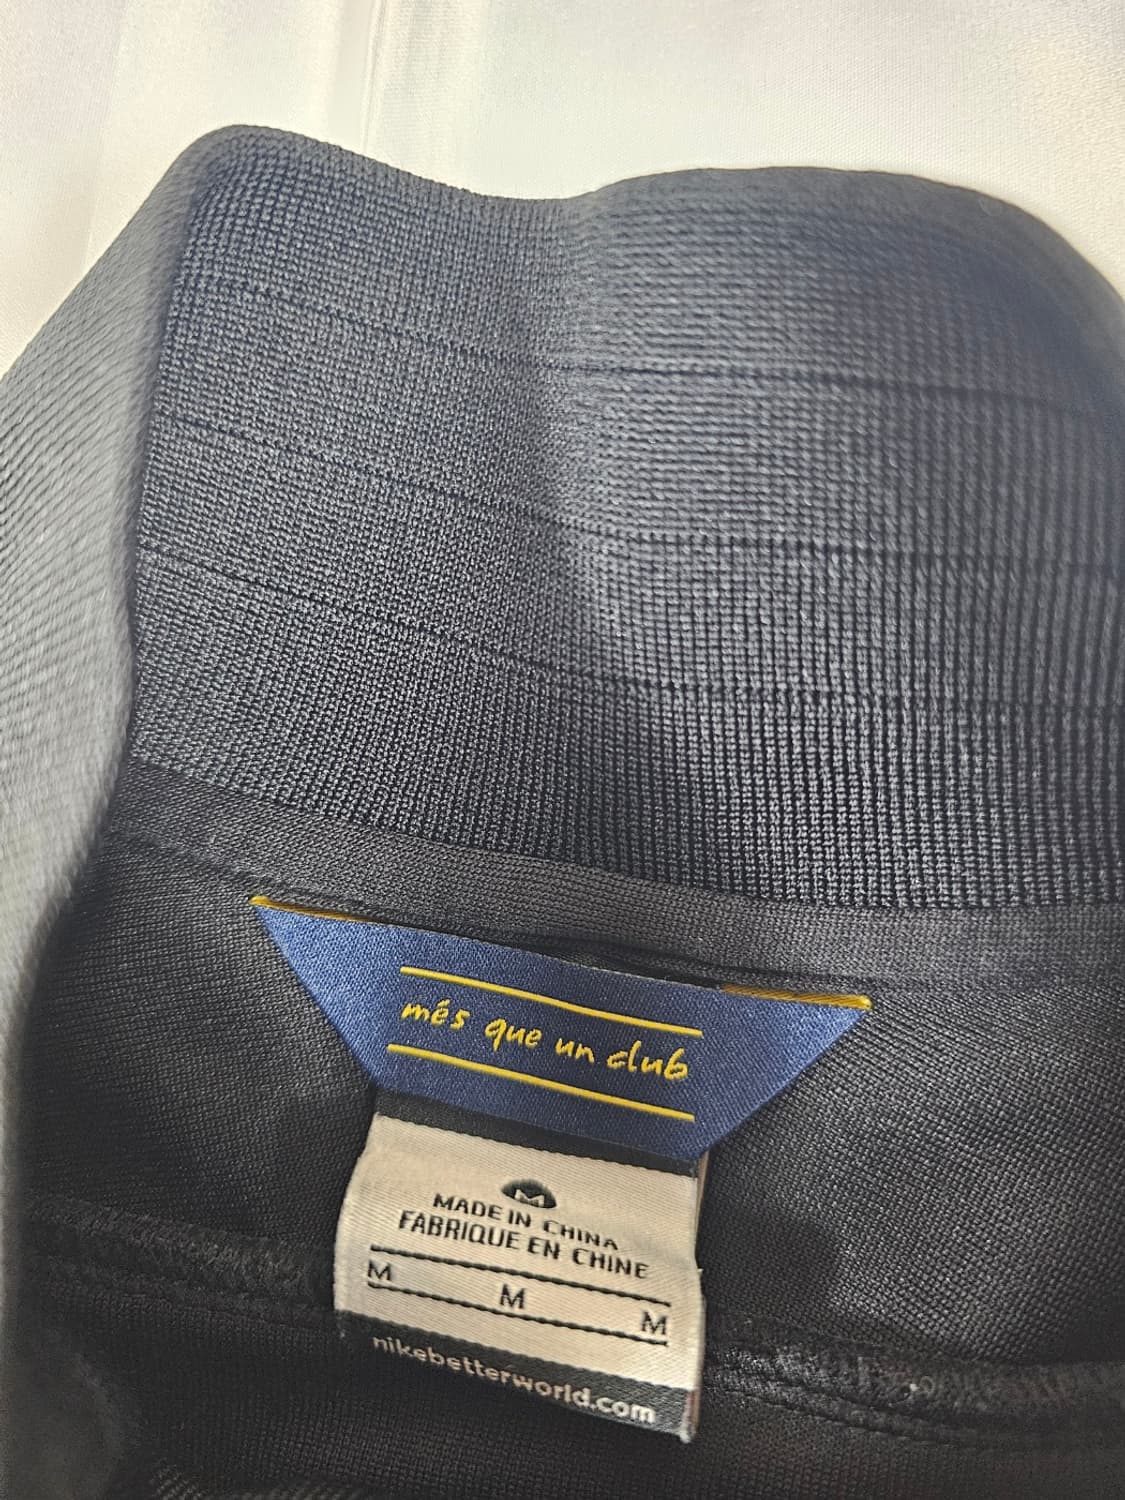 més que un club
M
MADE IN CHINA
FABRIQUE EN CHINE
M M M
nikebetterworld.com